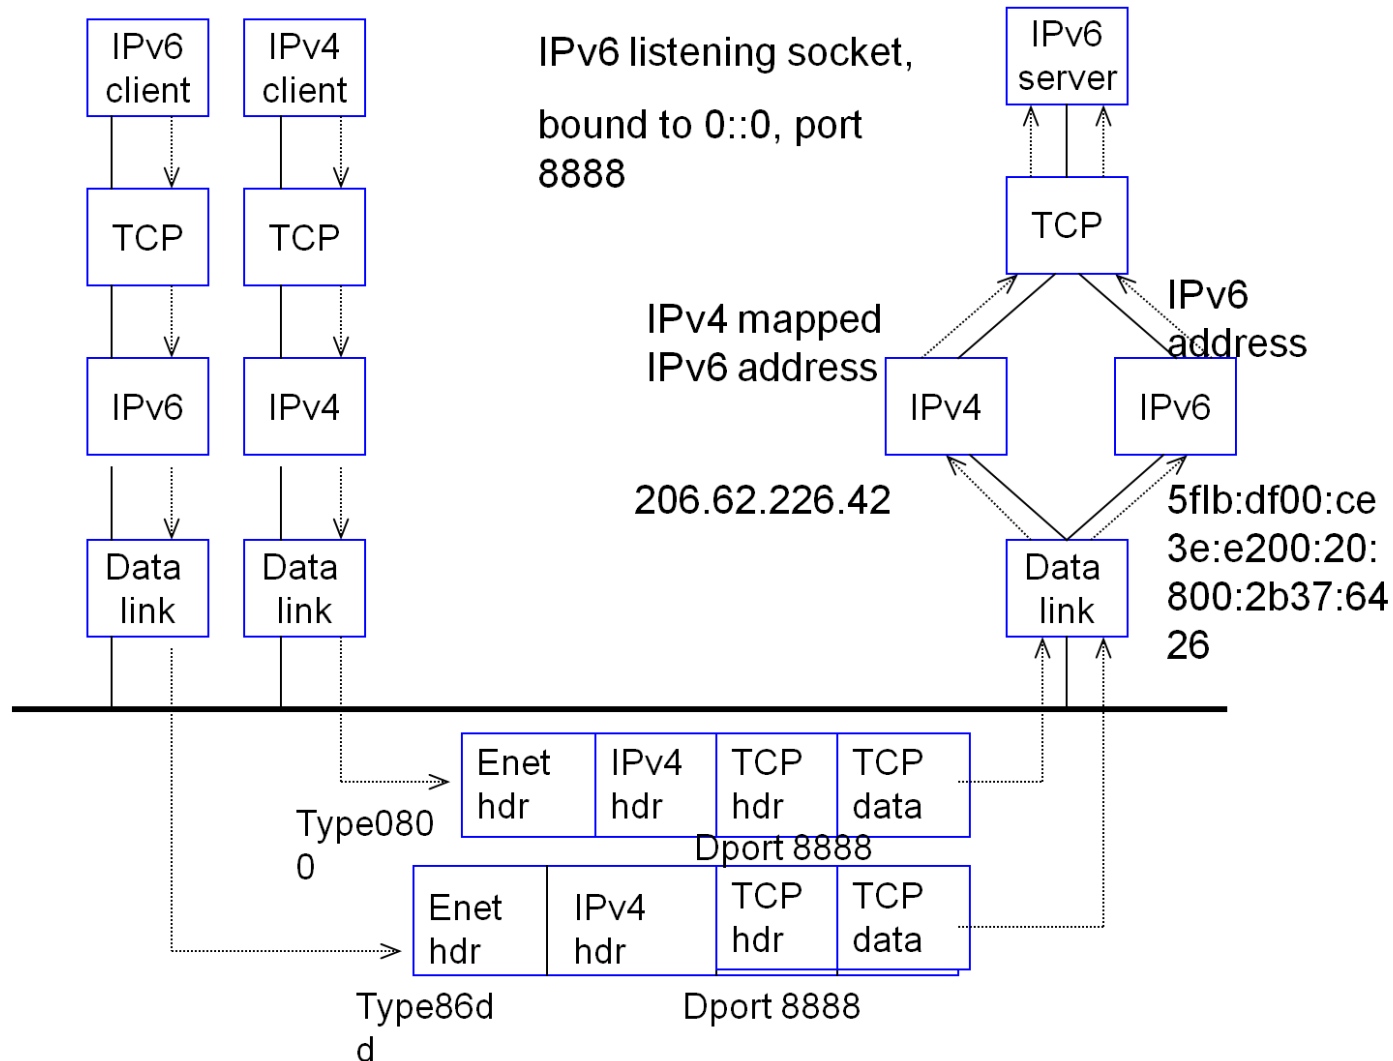 IPv6
client
IPv4
client
IPv6 listening socket,
bound to 0::0, port
8888
IPv6
server
TCP
TCP
TCP
IPv4 mapped
IPv6 address
IPv6
address
IPv6
IPv4
IPv4
IPv6
206.62.226.42
5flb:df00:ce
3e:e200:20:
800:2b37:64
26
Data
link
Data
link
Data
link
Enet
hdr
IPv4
hdr
TCP
hdr
TCP
data
Type080
0
Dport 8888
Enet
hdr
IPv4
hdr
TCP
hdr
TCP
data
Type86d
d
Dport 8888